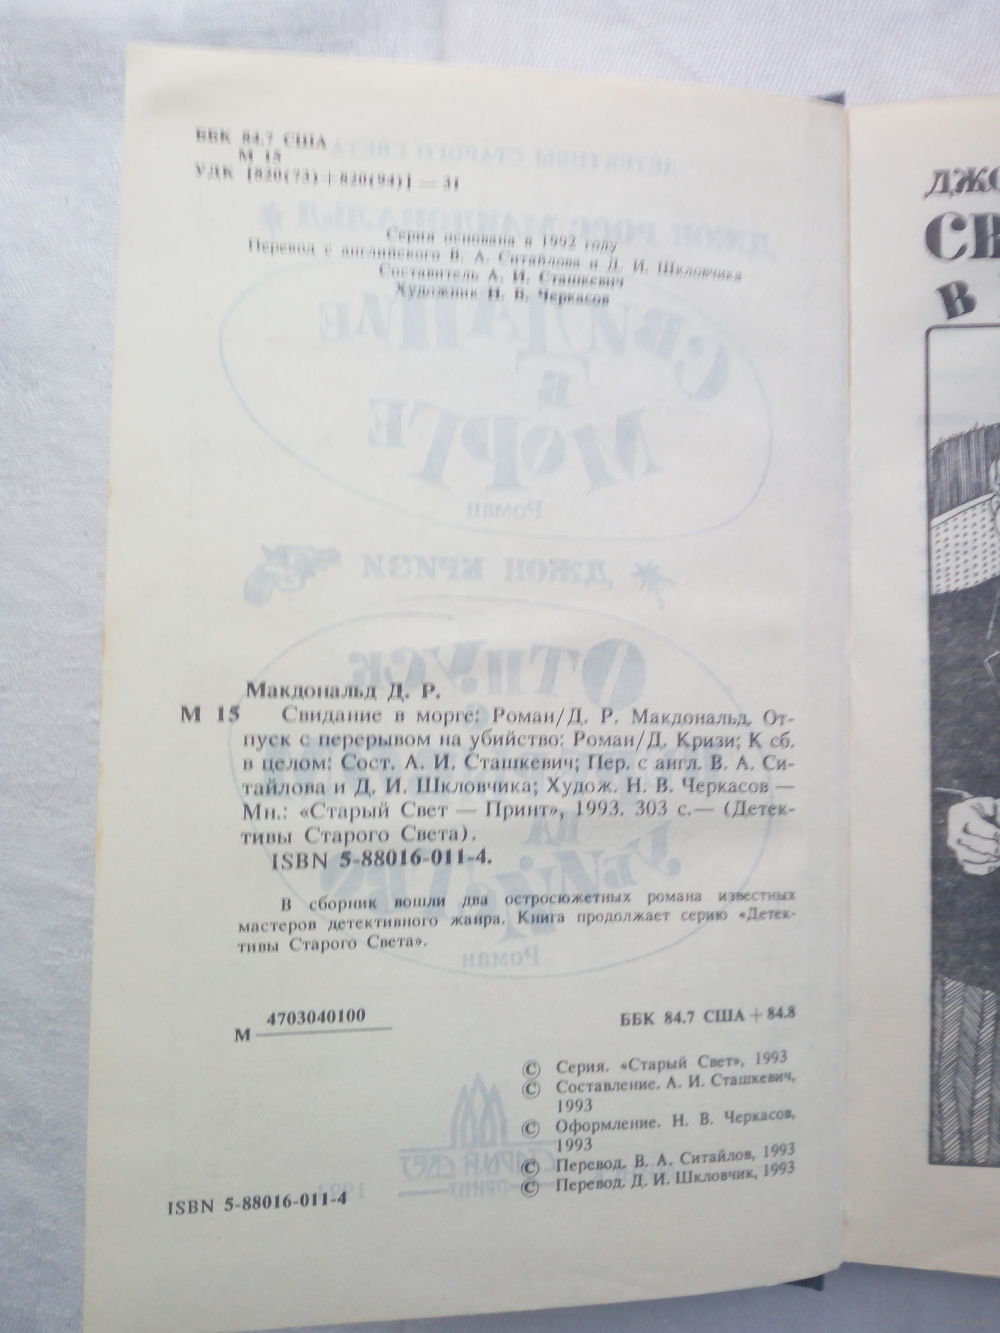 ББК 84.7 США
М 15
УДК [820(73)+820(94)] = 31
Серия основана в 1992 году
Перевод с английского В. А. Ситайлова и Д. И. Шкловчика
Составитель А. И. Сташкевич
Художник Н. В. Черкасов
Макдональд Д. Р.
М 15 Свидание в морге: Роман/Д. Р. Макдональд. От-
пуск с перерывом на убийство: Роман/Д. Кризи; К сб.
в целом: Сост. А. И. Сташкевич; Пер. с англ. В. А. Си-
тайлова и Д. И. Шкловчика; Худож. Н. В. Черкасов —
Мн.: «Старый Свет — Принт», 1993. 303 с.— (Детек-
тивы Старого Света).
ISBN 5-88016-011-4.
В сборник вошли два остросюжетных романа известных
мастеров детективного жанра. Книга продолжает серию «Детек-
тивы Старого Света».
М 4703040100
ББК 84.7 США + 84.8
© Серия. «Старый Свет», 1993
© Составление. А. И. Сташкевич,
1993
© Оформление. Н. В. Черкасов,
1993
© Перевод. В. А. Ситайлов, 1993
© Перевод. Д. И. Шкловчик, 1993
ISBN 5-88016-011-4
ДЖО
СВ
В